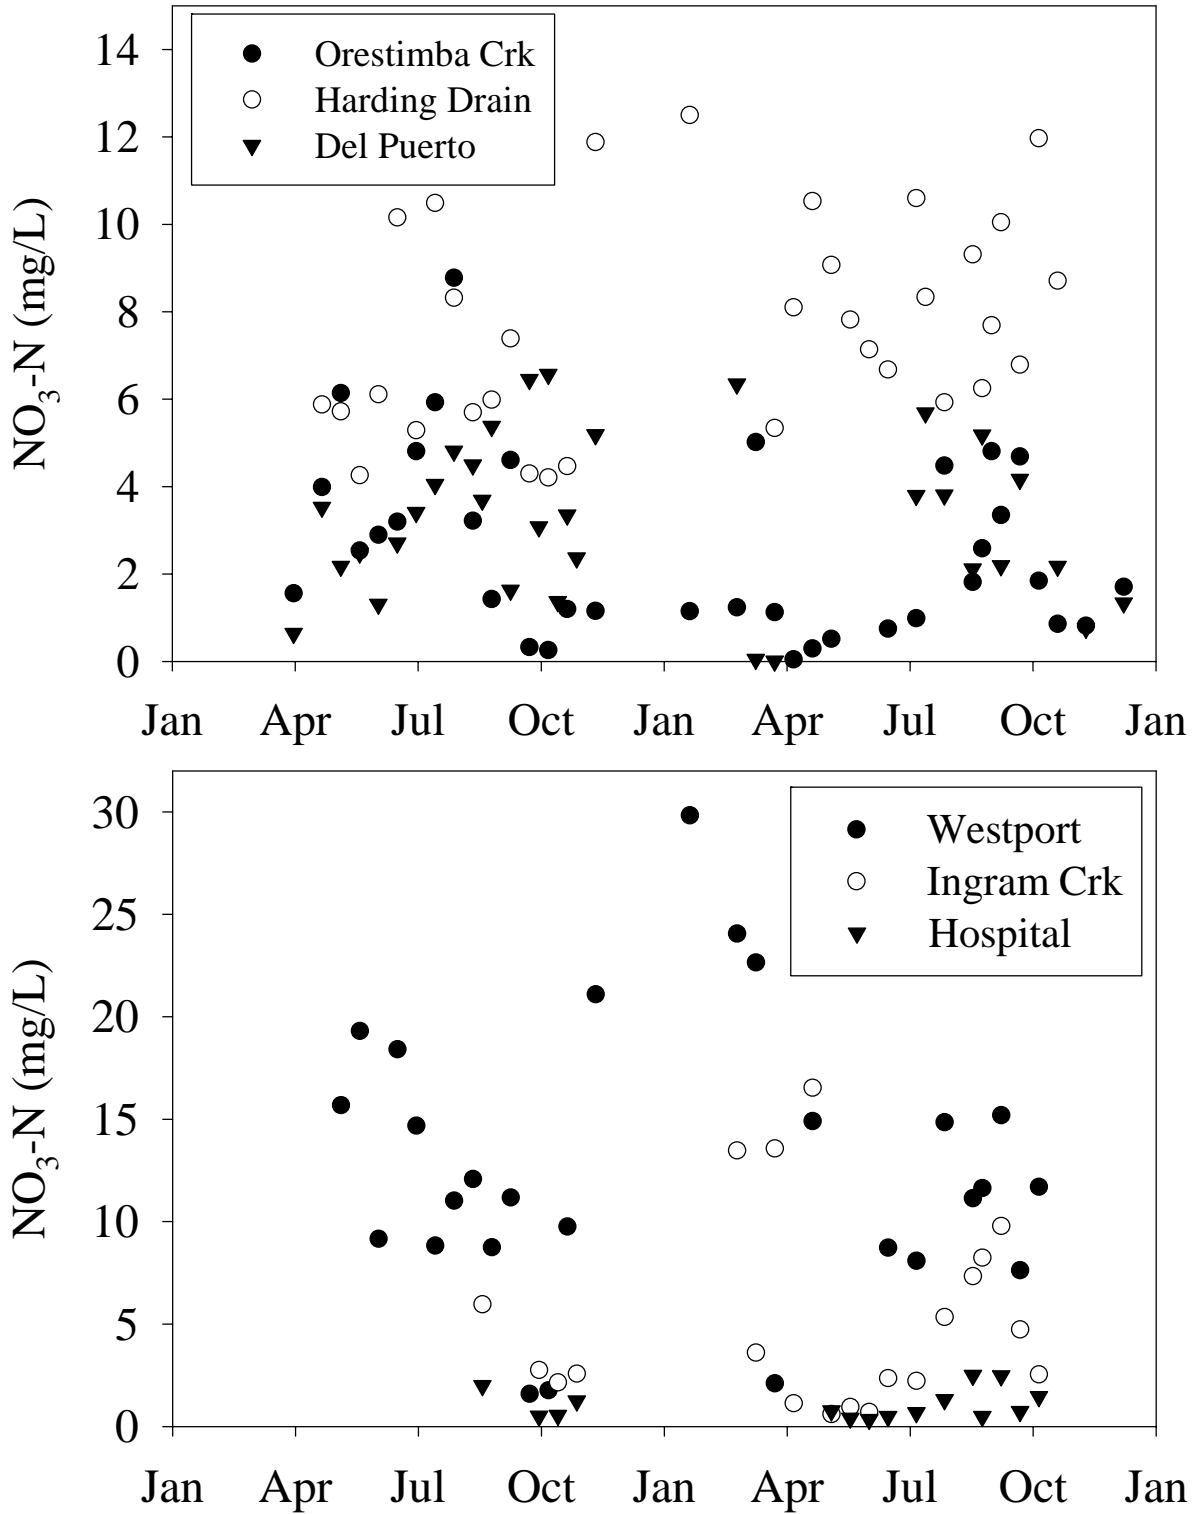 14
12
10
8
6
4
2
0
NO₃-N (mg/L)
Orestimba Crk
Harding Drain
Del Puerto
Jan Apr Jul Oct Jan Apr Jul Oct Jan
30
25
20
15
10
5
0
NO₃-N (mg/L)
Westport
Ingram Crk
Hospital
Jan Apr Jul Oct Jan Apr Jul Oct Jan